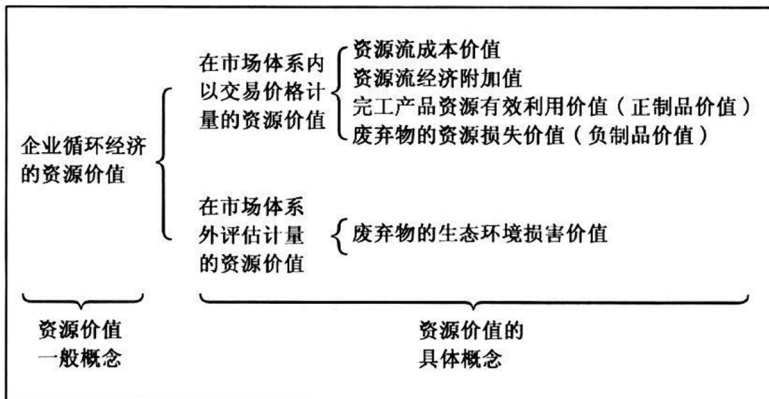 企业循环经济
的资源价值
在市场体系内
以交易价格计
量的资源价值
资源流成本价值
资源流经济附加值
完工产品资源有效利用价值（正制品价值）
废弃物的资源损失价值（负制品价值）
在市场体系
外评估计量
的资源价值
废弃物的生态环境损害价值
资源价值
一般概念
资源价值的
具体概念